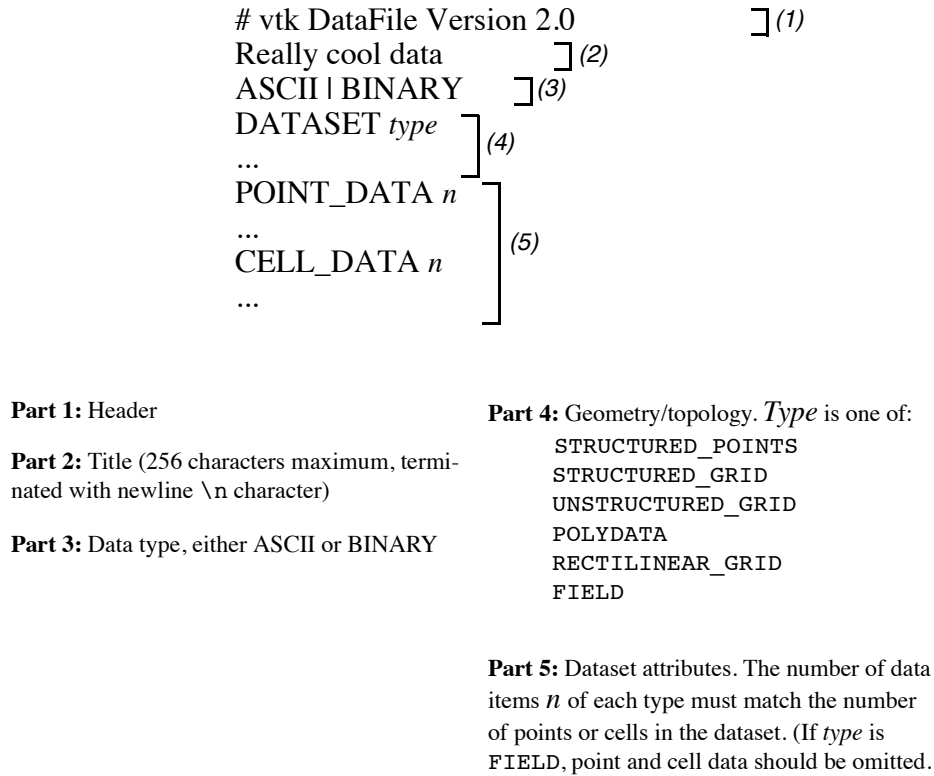 # vtk DataFile Version 2.0 (1)
Really cool data (2)
ASCII | BINARY (3)
DATASET type (4)
...
POINT_DATA n
... (5)
CELL_DATA n
...
Part 1: Header
Part 2: Title (256 characters maximum, termi-
nated with newline \n character)
Part 3: Data type, either ASCII or BINARY
Part 4: Geometry/topology. Type is one of:
STRUCTURED_POINTS
STRUCTURED_GRID
UNSTRUCTURED_GRID
POLYDATA
RECTILINEAR_GRID
FIELD
Part 5: Dataset attributes. The number of data
items n of each type must match the number
of points or cells in the dataset. (If type is
FIELD, point and cell data should be omitted.